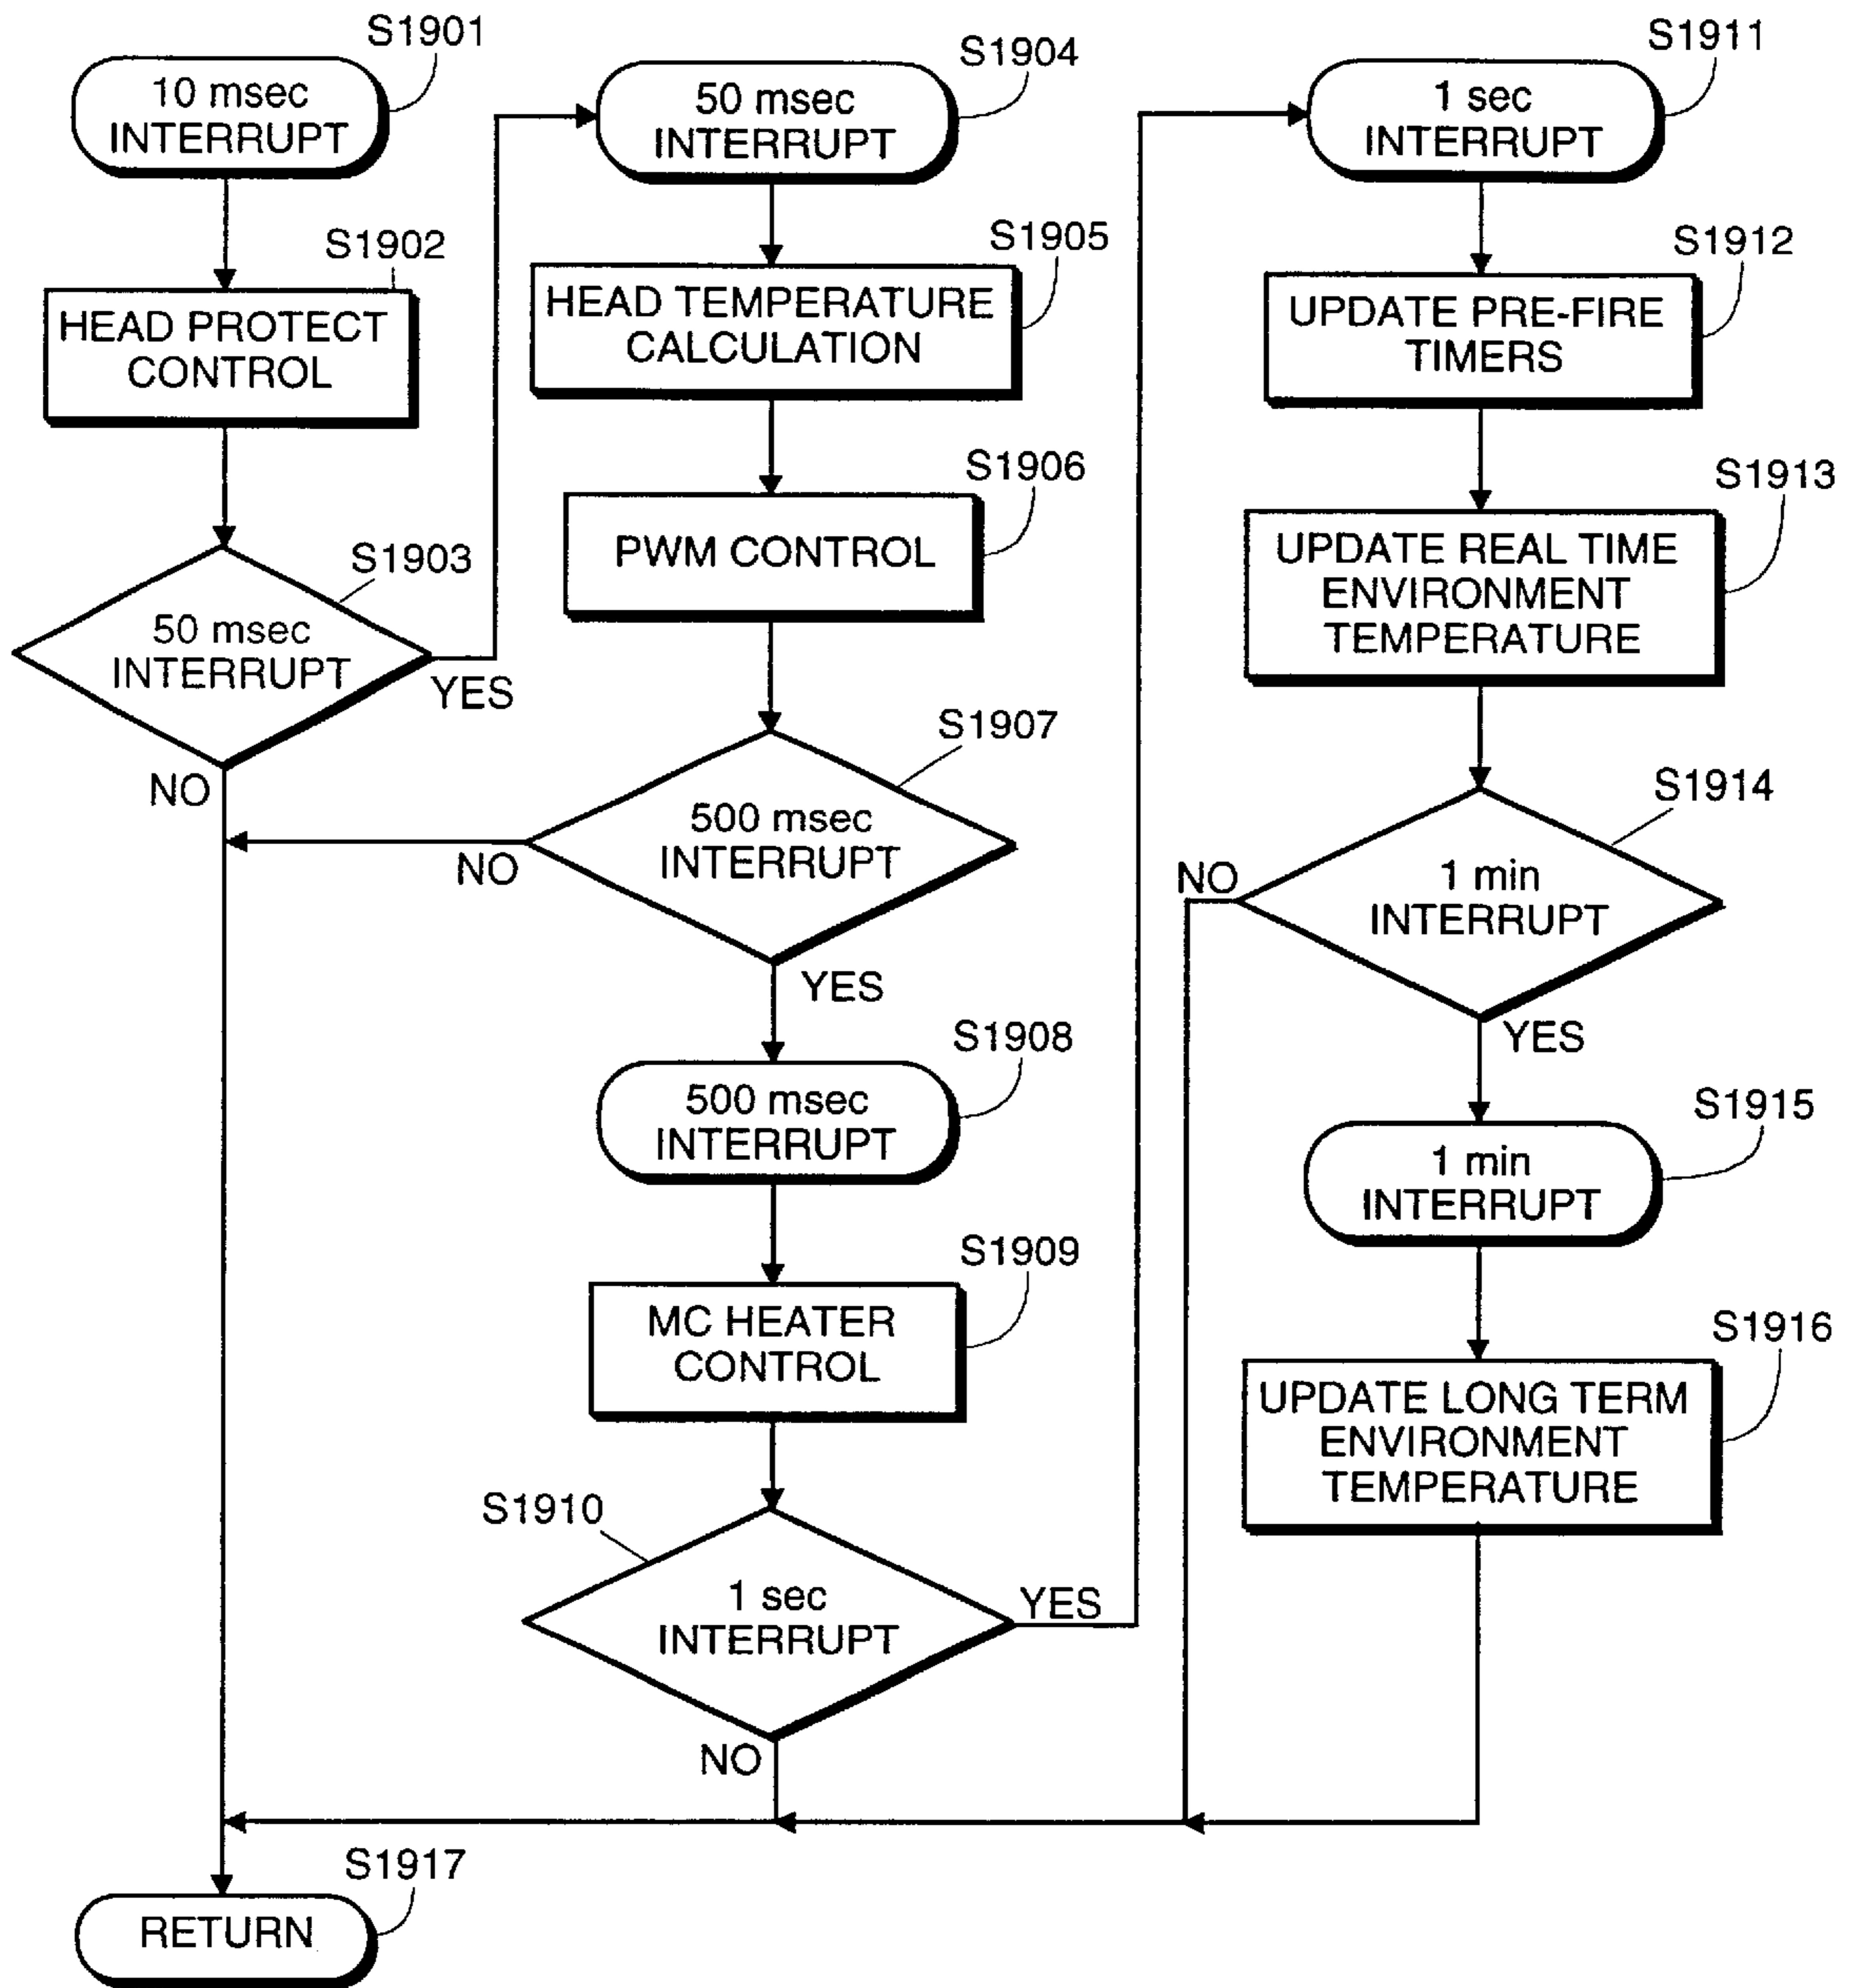 S1901
10 msec
INTERRUPT
S1902
HEAD PROTECT
CONTROL
S1903
50 msec
INTERRUPT
YES
NO
S1904
50 msec
INTERRUPT
S1905
HEAD TEMPERATURE
CALCULATION
S1906
PWM CONTROL
S1907
500 msec
INTERRUPT
NO
YES
S1908
500 msec
INTERRUPT
S1909
MC HEATER
CONTROL
S1910
1 sec
INTERRUPT
YES
NO
S1911
1 sec
INTERRUPT
S1912
UPDATE PRE-FIRE
TIMERS
S1913
UPDATE REAL TIME
ENVIRONMENT
TEMPERATURE
S1914
1 min
INTERRUPT
NO
YES
S1915
1 min
INTERRUPT
S1916
UPDATE LONG TERM
ENVIRONMENT
TEMPERATURE
S1917
RETURN